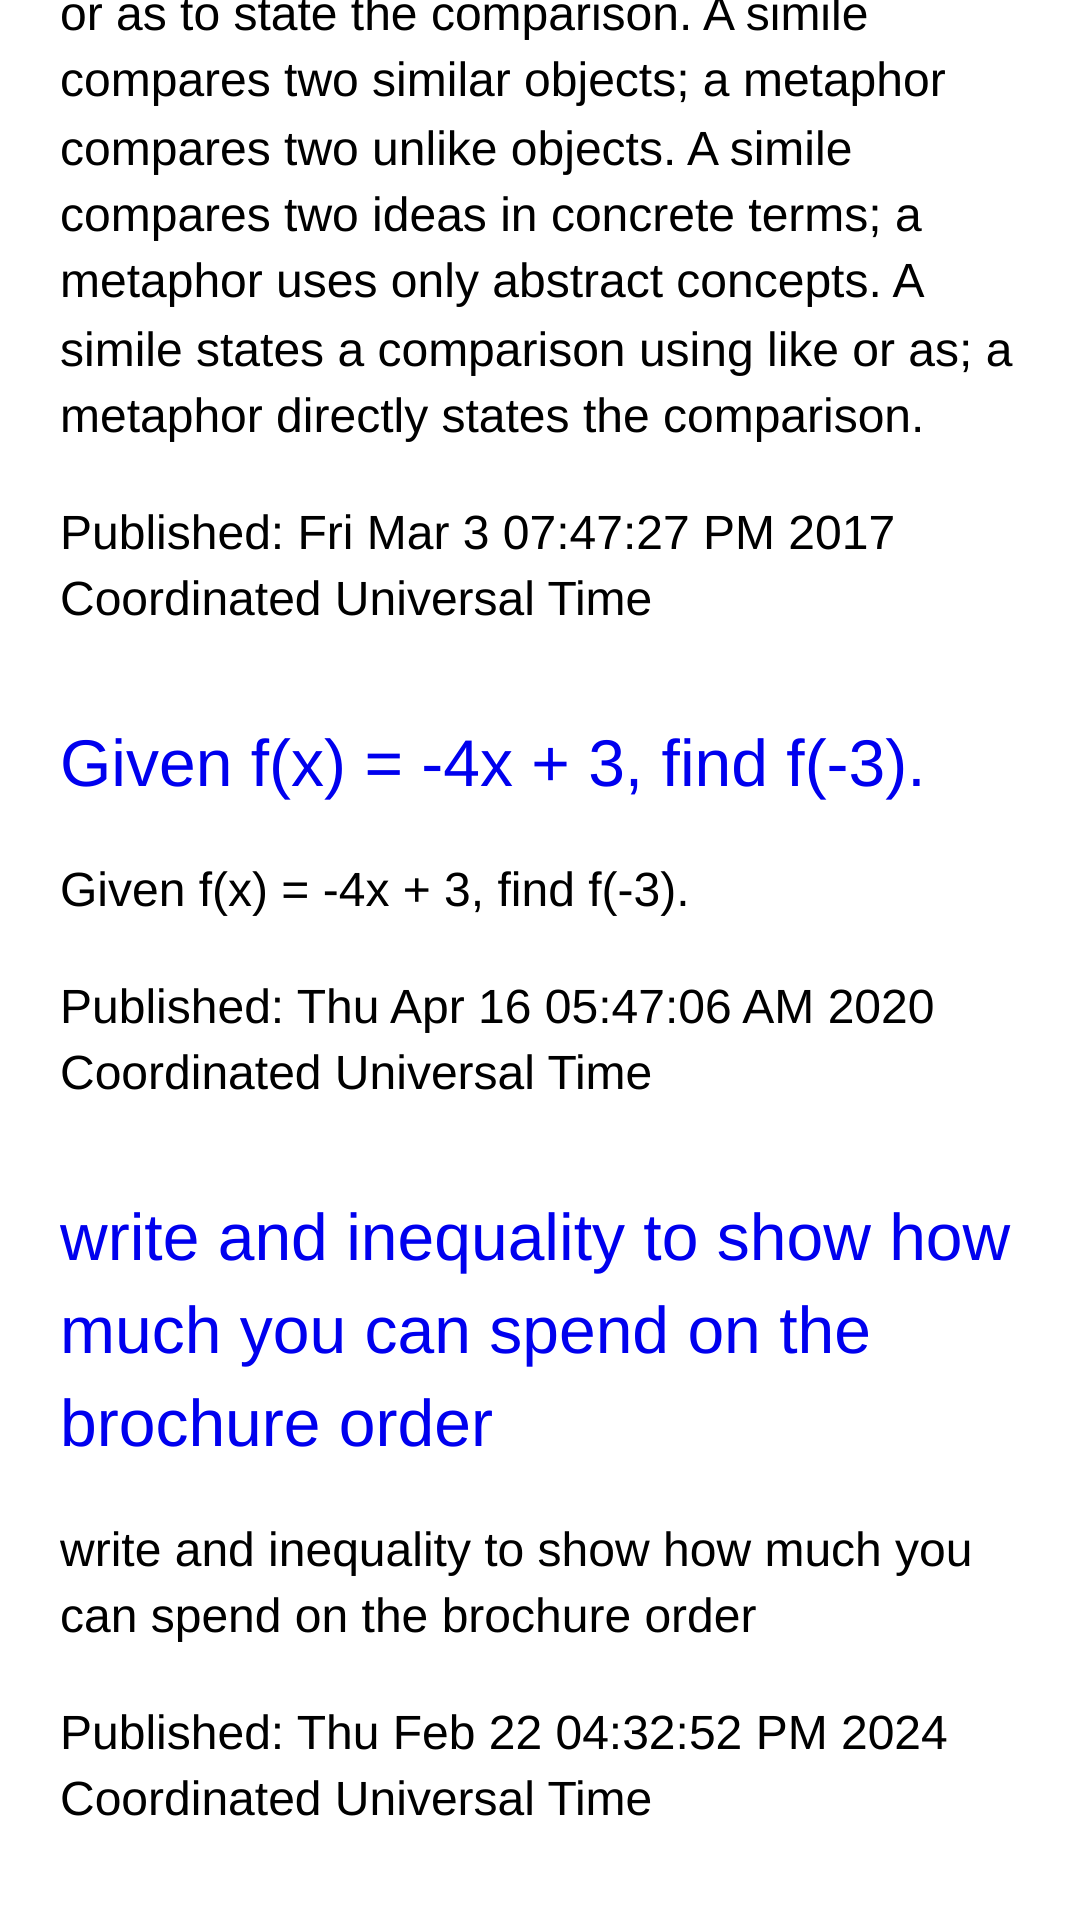 or as to state the comparison. A simile
compares two similar objects; a metaphor
compares two unlike objects. A simile
compares two ideas in concrete terms; a
metaphor uses only abstract concepts. A
simile states a comparison using like or as; a
metaphor directly states the comparison.
Published: Fri Mar 3 07:47:27 PM 2017
Coordinated Universal Time
Given f(x) = -4x + 3, find f(-3).
Given f(x) = -4x + 3, find f(-3).
Published: Thu Apr 16 05:47:06 AM 2020
Coordinated Universal Time
write and inequality to show how
much you can spend on the
brochure order
write and inequality to show how much you
can spend on the brochure order
Published: Thu Feb 22 04:32:52 PM 2024
Coordinated Universal Time